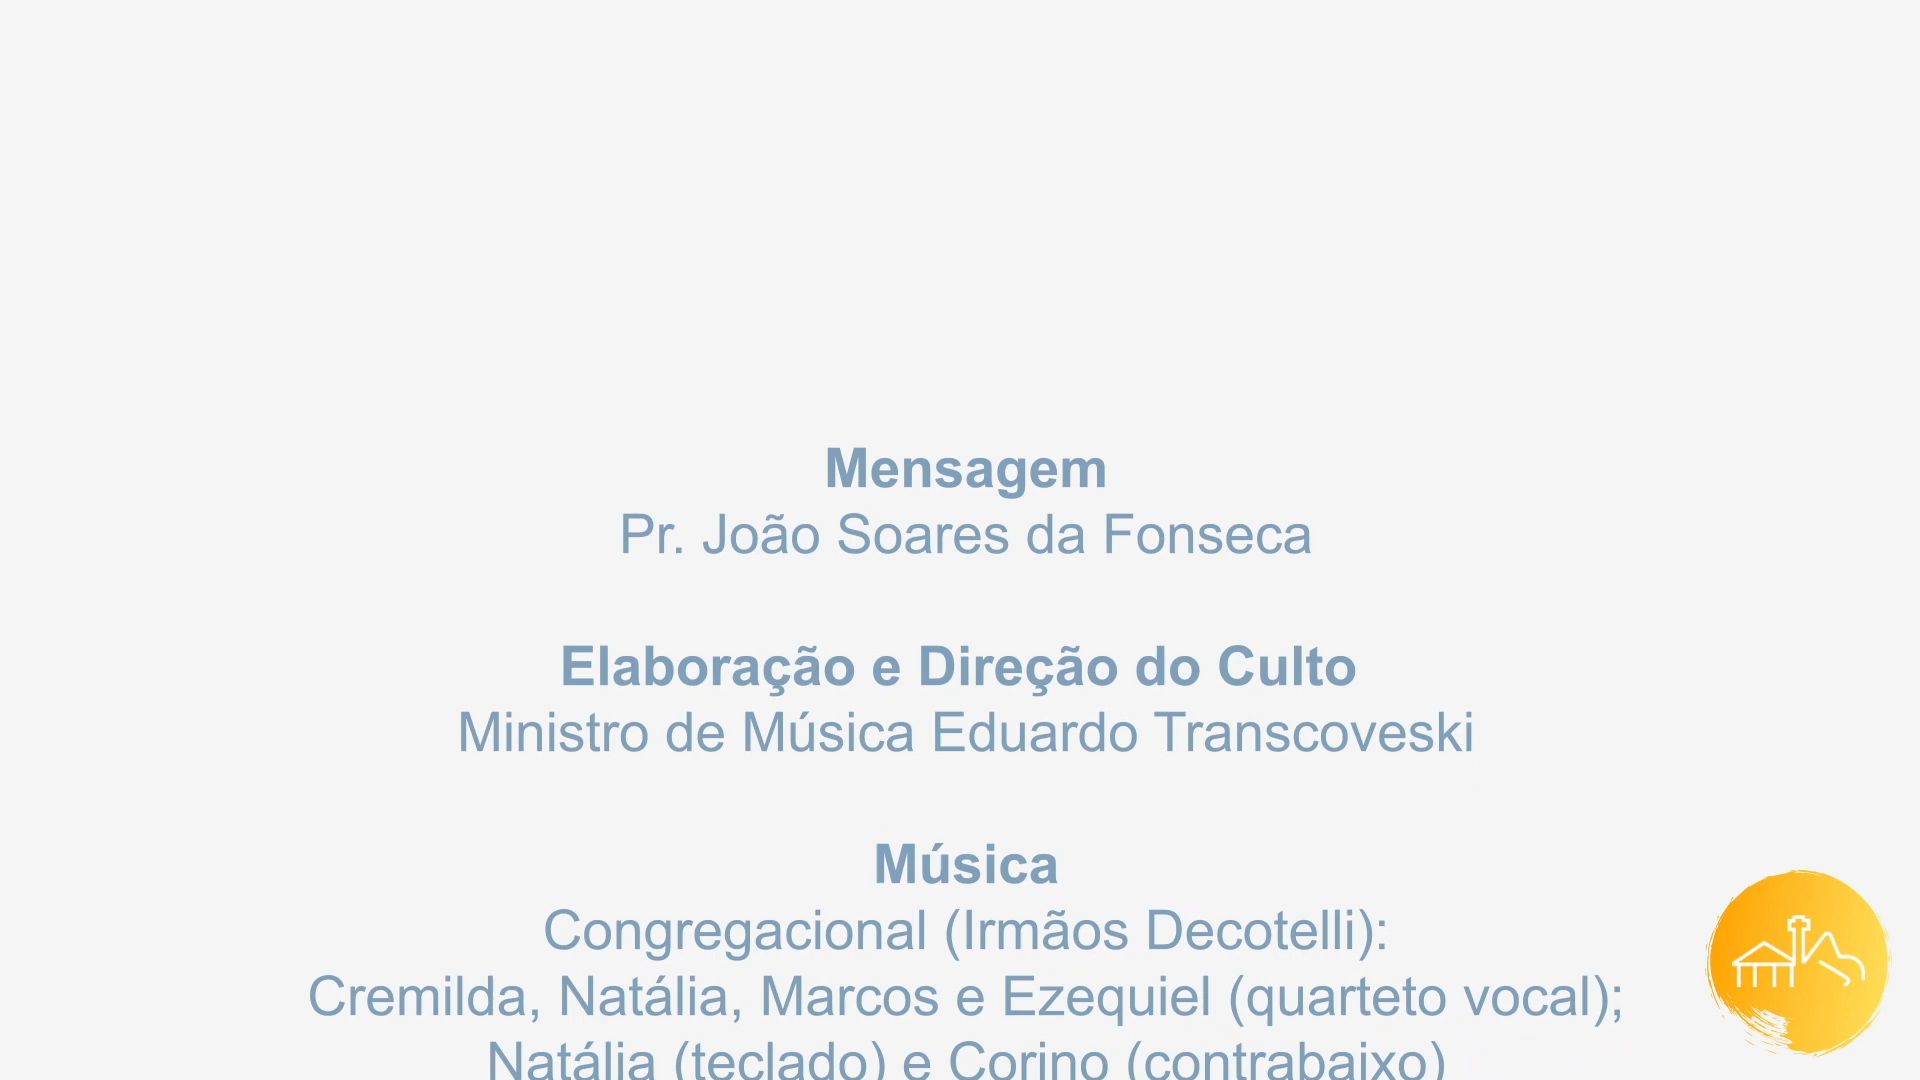 Mensagem
Pr. João Soares da Fonseca
Elaboração e Direção do Culto
Ministro de Música Eduardo Transcoveski
Música
Congregacional (Irmãos Decotelli):
Cremilda, Natália, Marcos e Ezequiel (quarteto vocal);
Natália (teclado) e Corino (contrabaixo)